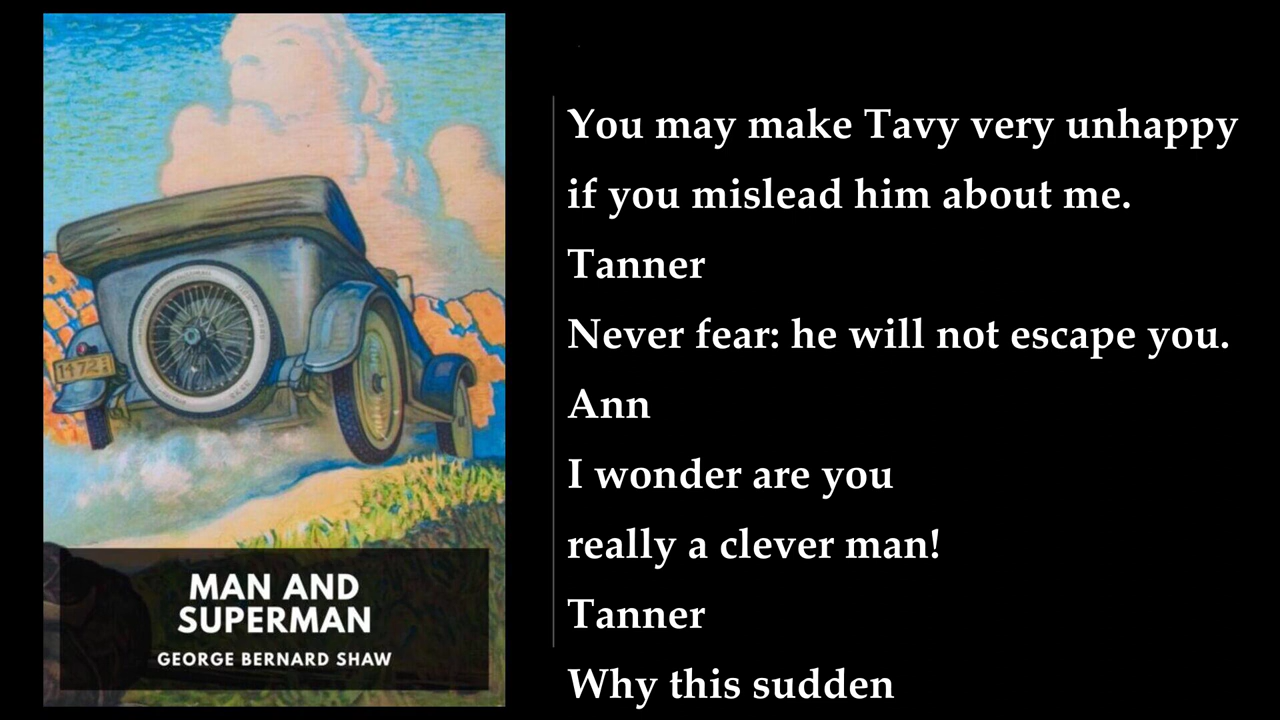 You may make Tavy very unhappy
if you mislead him about me.
Tanner
Never fear: he will not escape you.
Ann
I wonder are you
really a clever man!
Tanner
Why this sudden
1472
MAN AND
SUPERMAN
GEORGE BERNARD SHAW